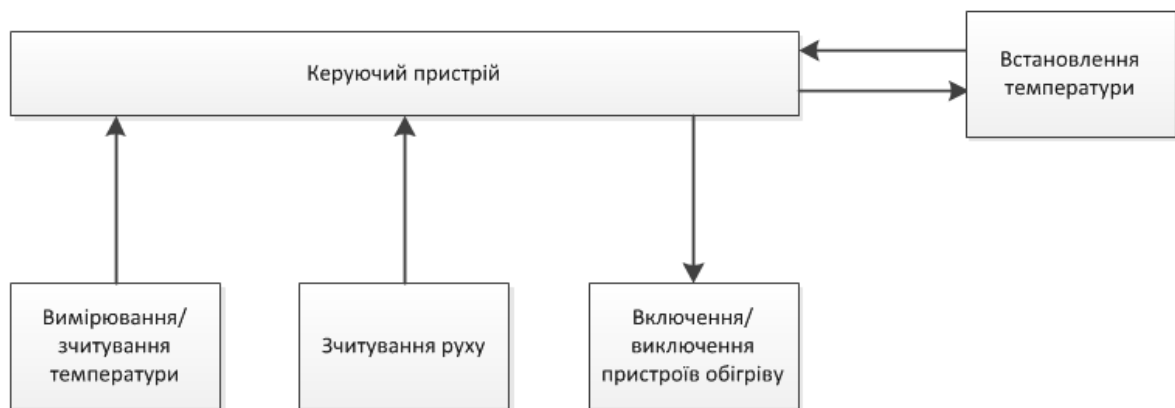 Керуючий пристрій
Встановлення
температури
Вимірювання/
зчитування
температури
Зчитування руху
Включення/
виключення
пристроїв обігріву